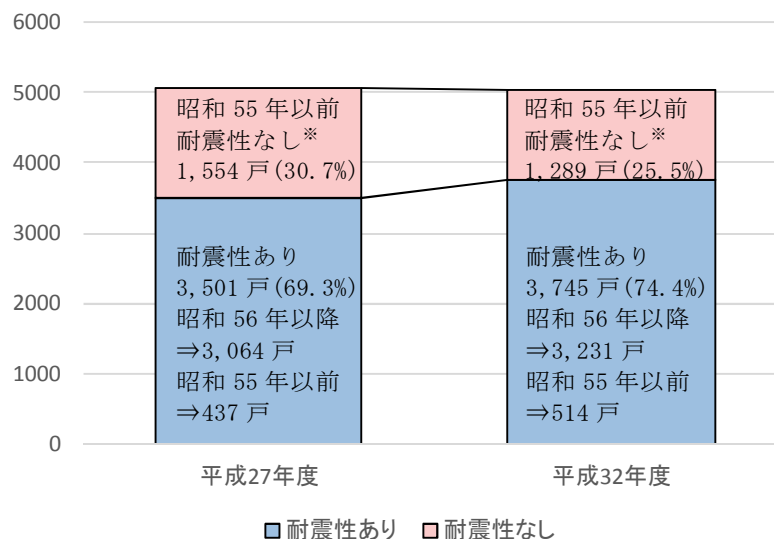 6000
5000
4000
3000
2000
1000
0
昭和 55 年以前
耐震性なし※
1,554 戸(30.7%)
耐震性あり
3,501 戸(69.3%)
昭和 56 年以降
⇒3,064 戸
昭和 55 年以前
⇒437 戸
昭和 55 年以前
耐震性なし※
1,289 戸(25.5%)
耐震性あり
3,745 戸(74.4%)
昭和 56 年以降
⇒3,231 戸
昭和 55 年以前
⇒514 戸
平成27年度
平成32年度
耐震性あり
耐震性なし